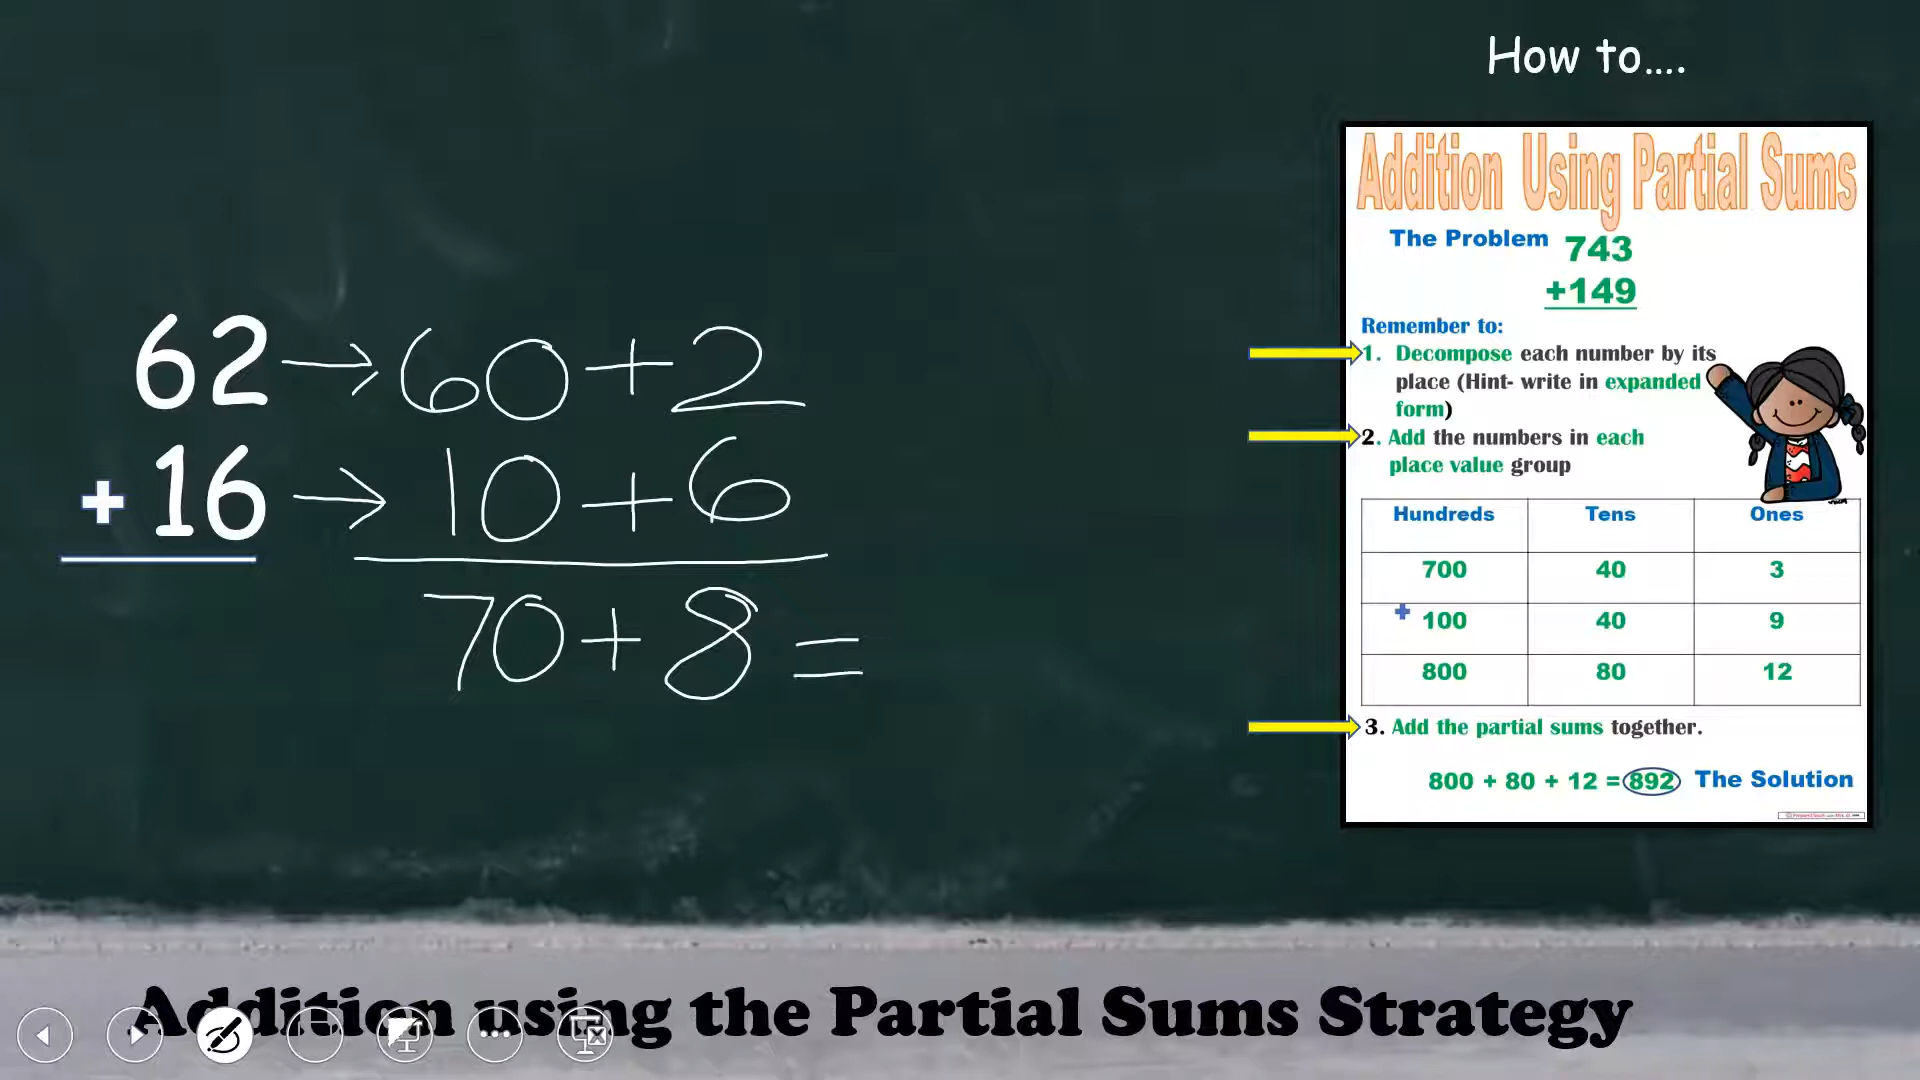 How to....
62 → 60 + 2
+ 16 → 10 + 6
70 + 8 =
Addition Using Partial Sums
The Problem 743
+149
Remember to:
1. Decompose each number by its
place (Hint- write in expanded
form)
2. Add the numbers in each
place value group
Hundreds Tens Ones
700 40 3
+ 100 40 9
800 80 12
3. Add the partial sums together.
800 + 80 + 12 = 892 The Solution
Addition using the Partial Sums Strategy